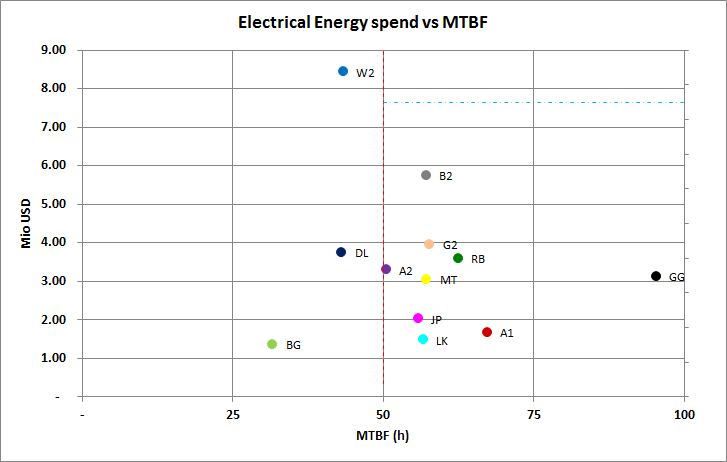 Electrical Energy spend vs MTBF
9.00
8.00
7.00
6.00
5.00
4.00
3.00
2.00
1.00
-
Mio USD
W2
B2
G2
DL
RB
A2
GG
MT
JP
A1
LK
BG
- 25 50 75 100
MTBF (h)